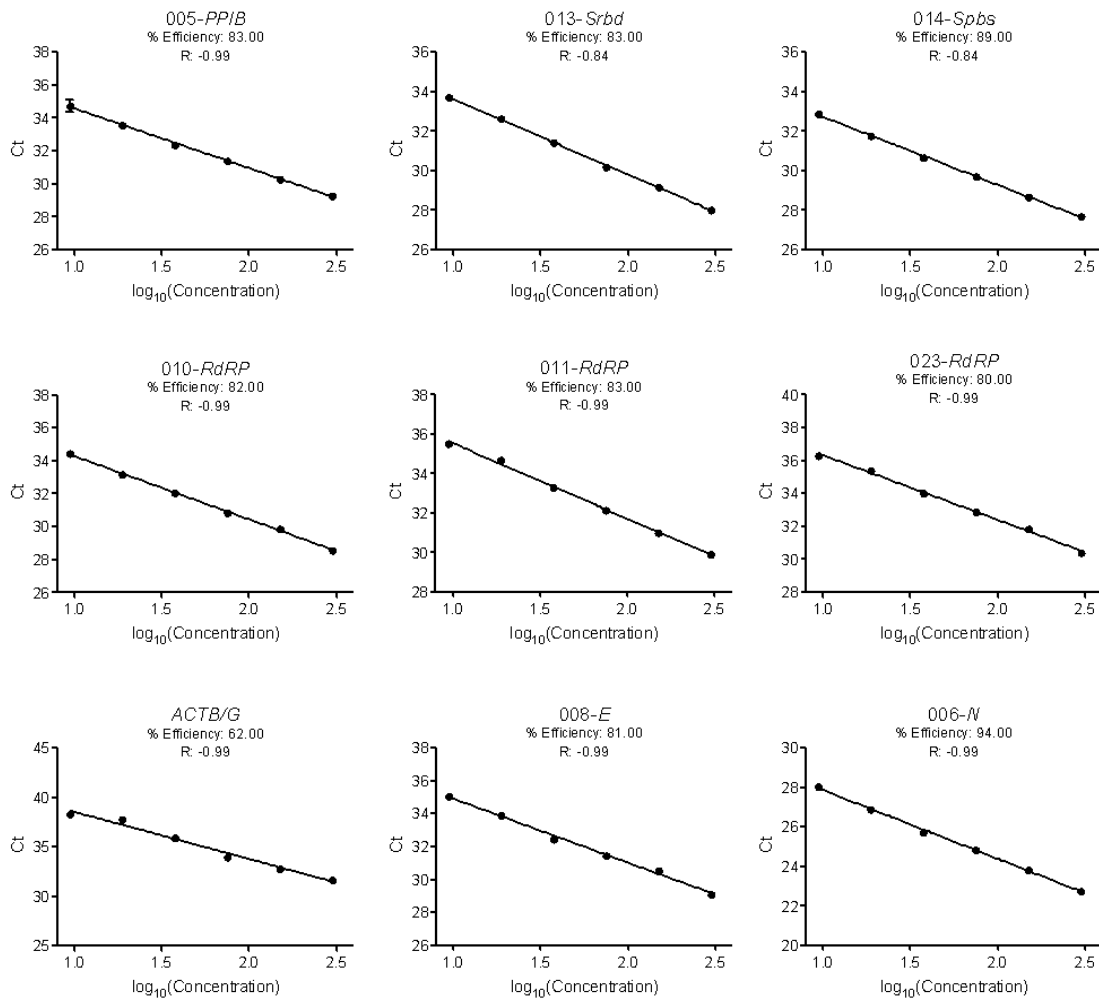 005-PPIB
% Efficiency: 83.00
R: -0.99
38
36
34
32
30
28
26
Ct
1.0 1.5 2.0 2.5
log10(Concentration)
013-Srbd
% Efficiency: 83.00
R: -0.84
36
34
32
30
28
26
Ct
1.0 1.5 2.0 2.5
log10(Concentration)
014-Spbs
% Efficiency: 89.00
R: -0.84
36
34
32
30
28
26
Ct
1.0 1.5 2.0 2.5
log10(Concentration)
010-RdRP
% Efficiency: 82.00
R: -0.99
38
36
34
32
30
28
26
Ct
1.0 1.5 2.0 2.5
log10(Concentration)
011-RdRP
% Efficiency: 83.00
R: -0.99
38
36
34
32
30
28
Ct
1.0 1.5 2.0 2.5
log10(Concentration)
023-RdRP
% Efficiency: 80.00
R: -0.99
40
38
36
34
32
30
28
Ct
1.0 1.5 2.0 2.5
log10(Concentration)
ACTB/G
% Efficiency: 62.00
R: -0.99
45
40
35
30
25
Ct
1.0 1.5 2.0 2.5
log10(Concentration)
008-E
% Efficiency: 81.00
R: -0.99
38
36
34
32
30
28
26
Ct
1.0 1.5 2.0 2.5
log10(Concentration)
006-N
% Efficiency: 94.00
R: -0.99
30
28
26
24
22
20
Ct
1.0 1.5 2.0 2.5
log10(Concentration)